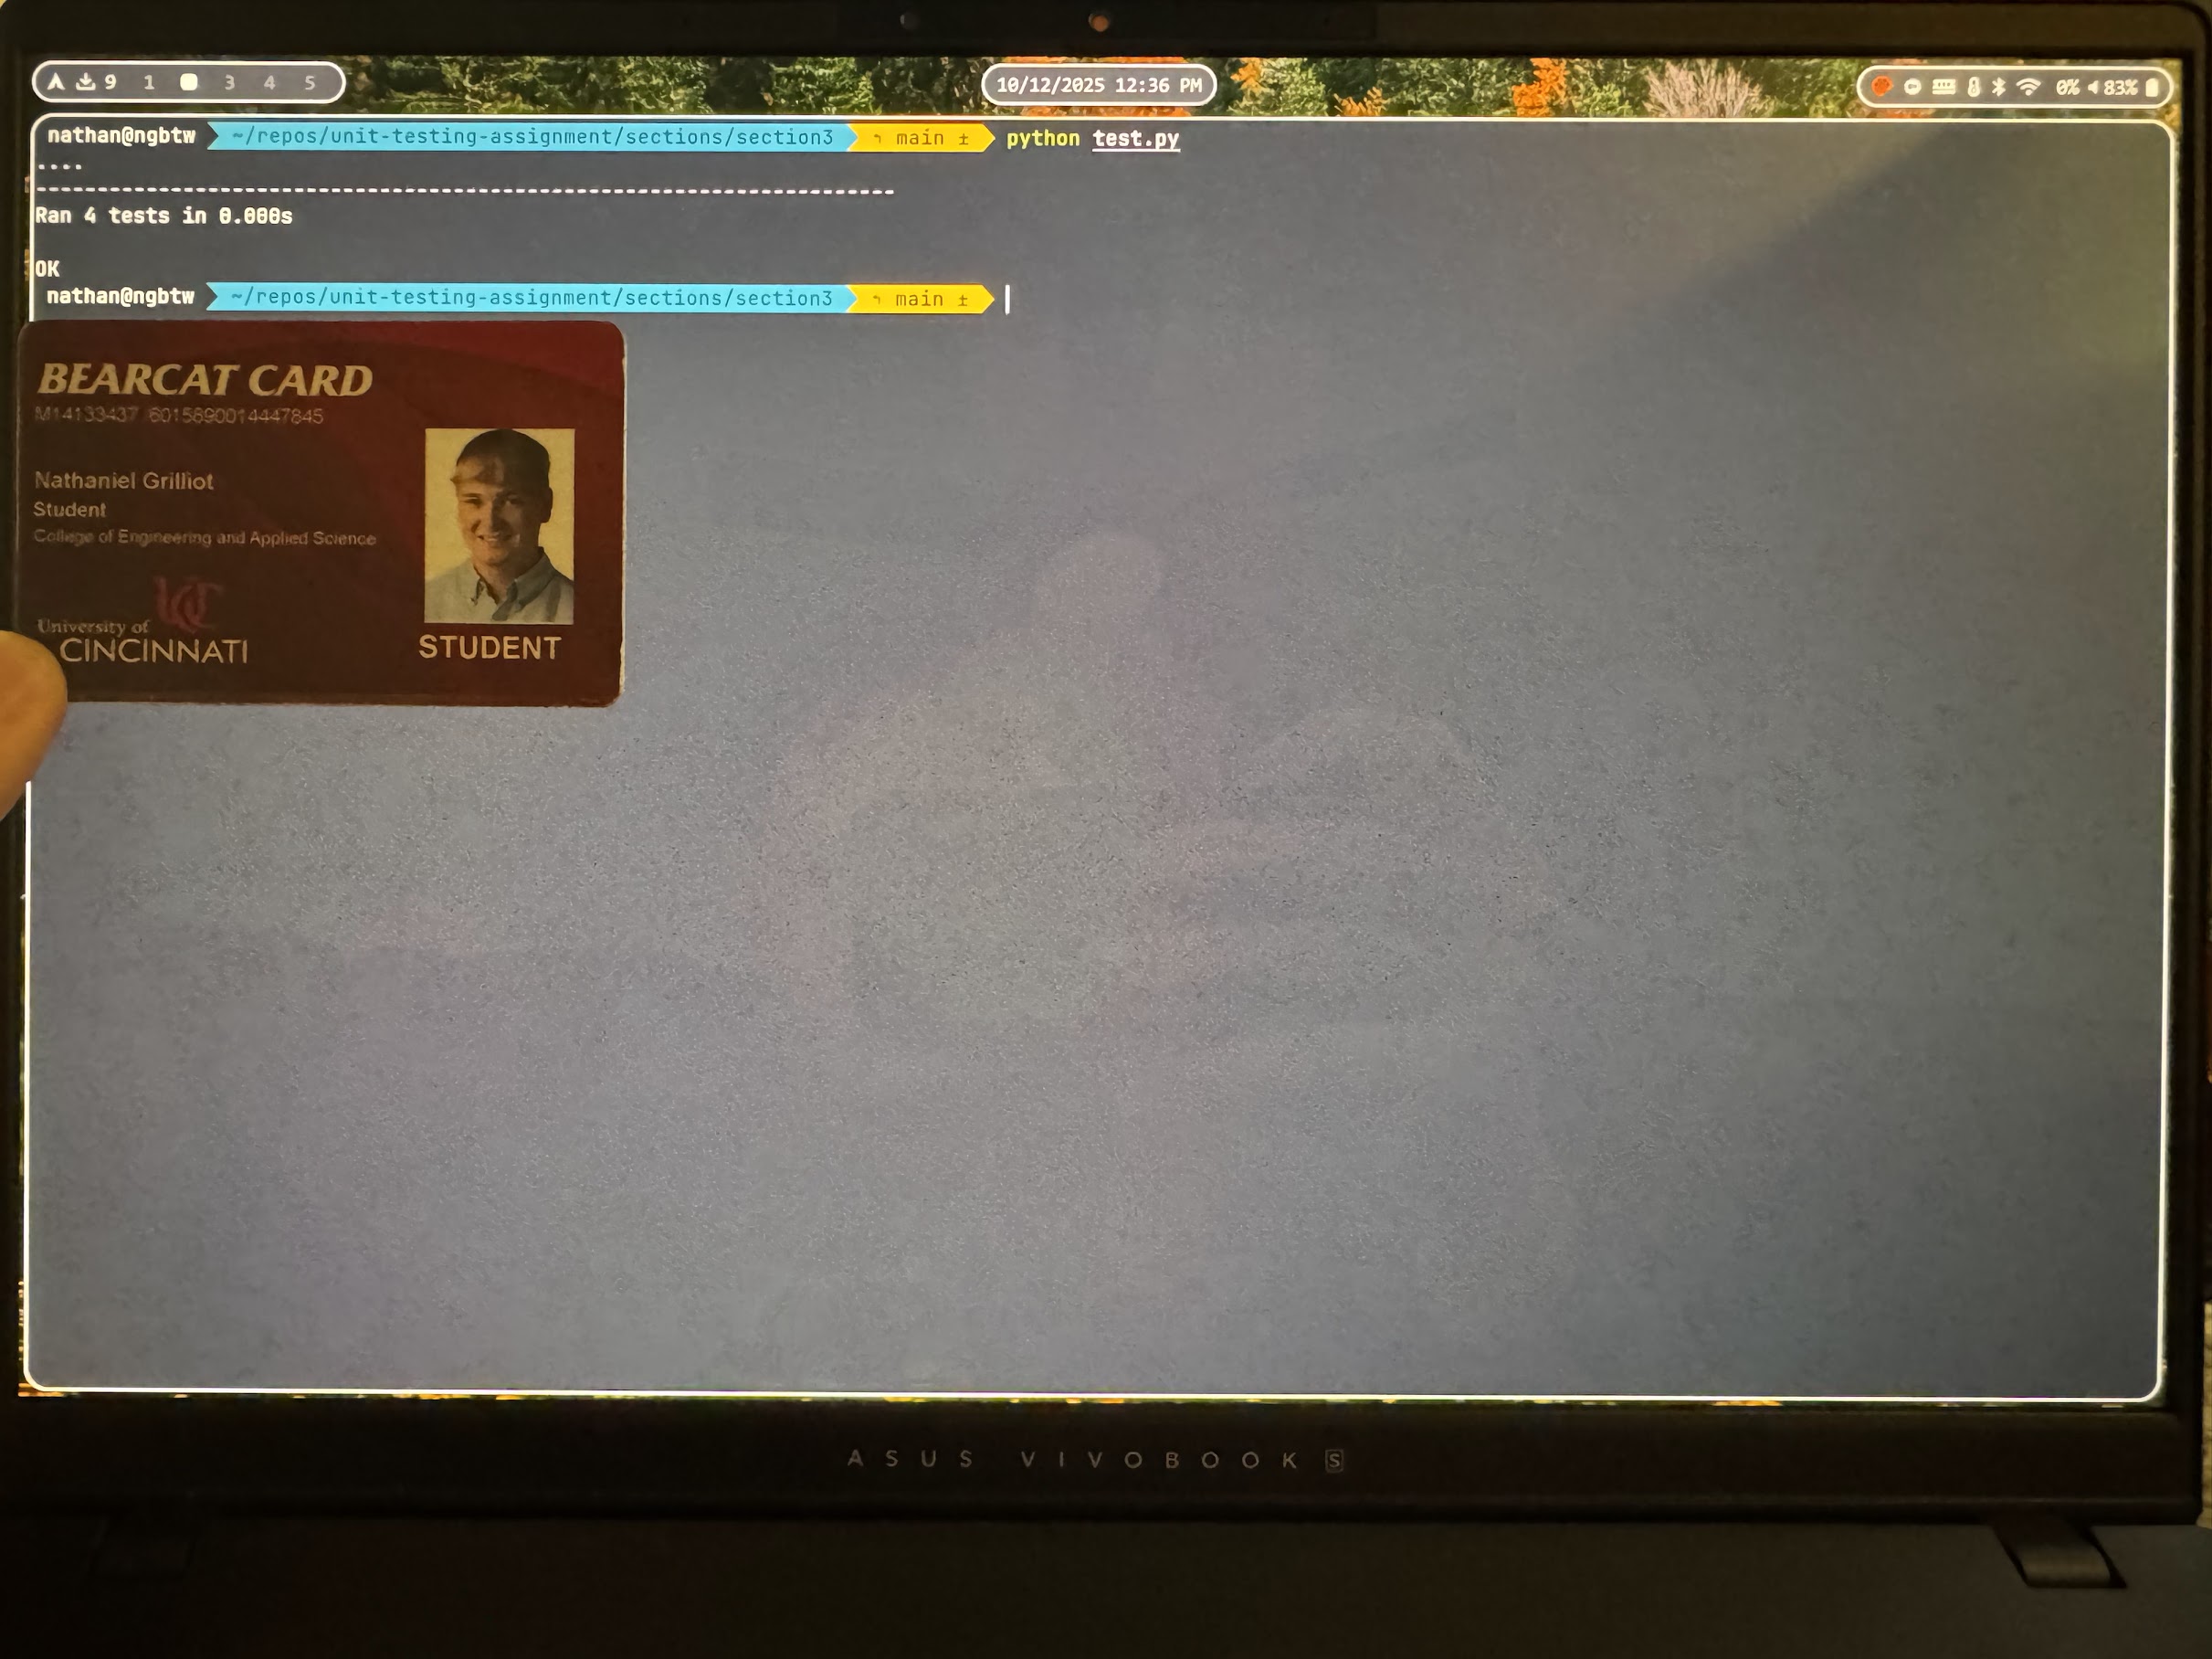 9 1 3 4 5
10/12/2025 12:36 PM
0% 83%
nathan@ngbtw ~/repos/unit-testing-assignment/sections/section3 main ± python test.py
....
----------------------------------------------------------------------
Ran 4 tests in 0.000s
OK
nathan@ngbtw ~/repos/unit-testing-assignment/sections/section3 main ±
BEARCAT CARD
M14133437 6015690014447845
Nathaniel Grilliot
Student
College of Engineering and Applied Science
UC
University of
CINCINNATI
STUDENT
ASUS VIVOBOOK S